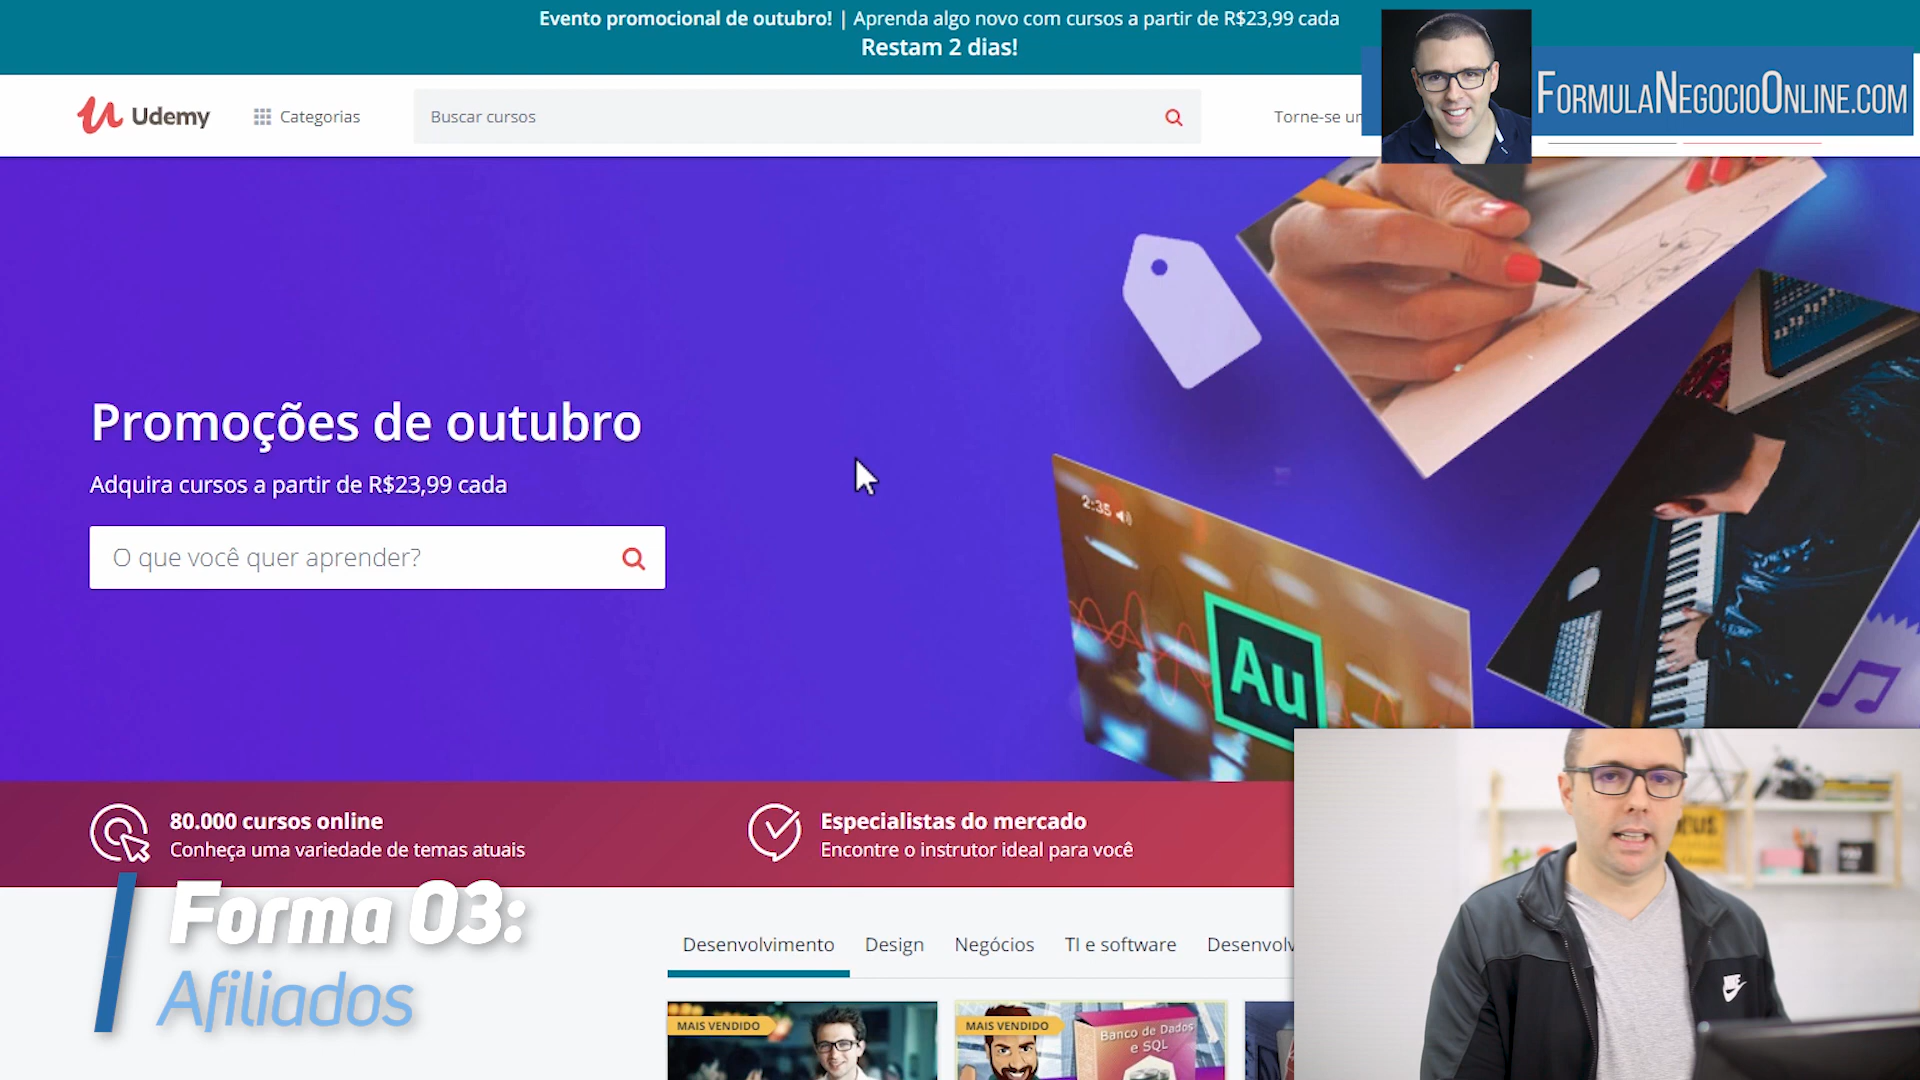 Evento promocional de outubro! | Aprenda algo novo com cursos a partir de R$23,99 cada
Restam 2 dias!
Udemy
Categorias
Buscar cursos
Torne-se
FormulaNegocioOnline.com
2:35
Promoções de outubro
Adquira cursos a partir de R$23,99 cada
O que você quer aprender?
Au
80.000 cursos online
Conheça uma variedade de temas atuais
Especialistas do mercado
Encontre o instrutor ideal para você
Forma 03:
Afiliados
Desenvolvimento
Design
Negócios
TI e software
Desenvolv
MAIS VENDIDO
MAIS VENDIDO
Banco de Dados
e SQL